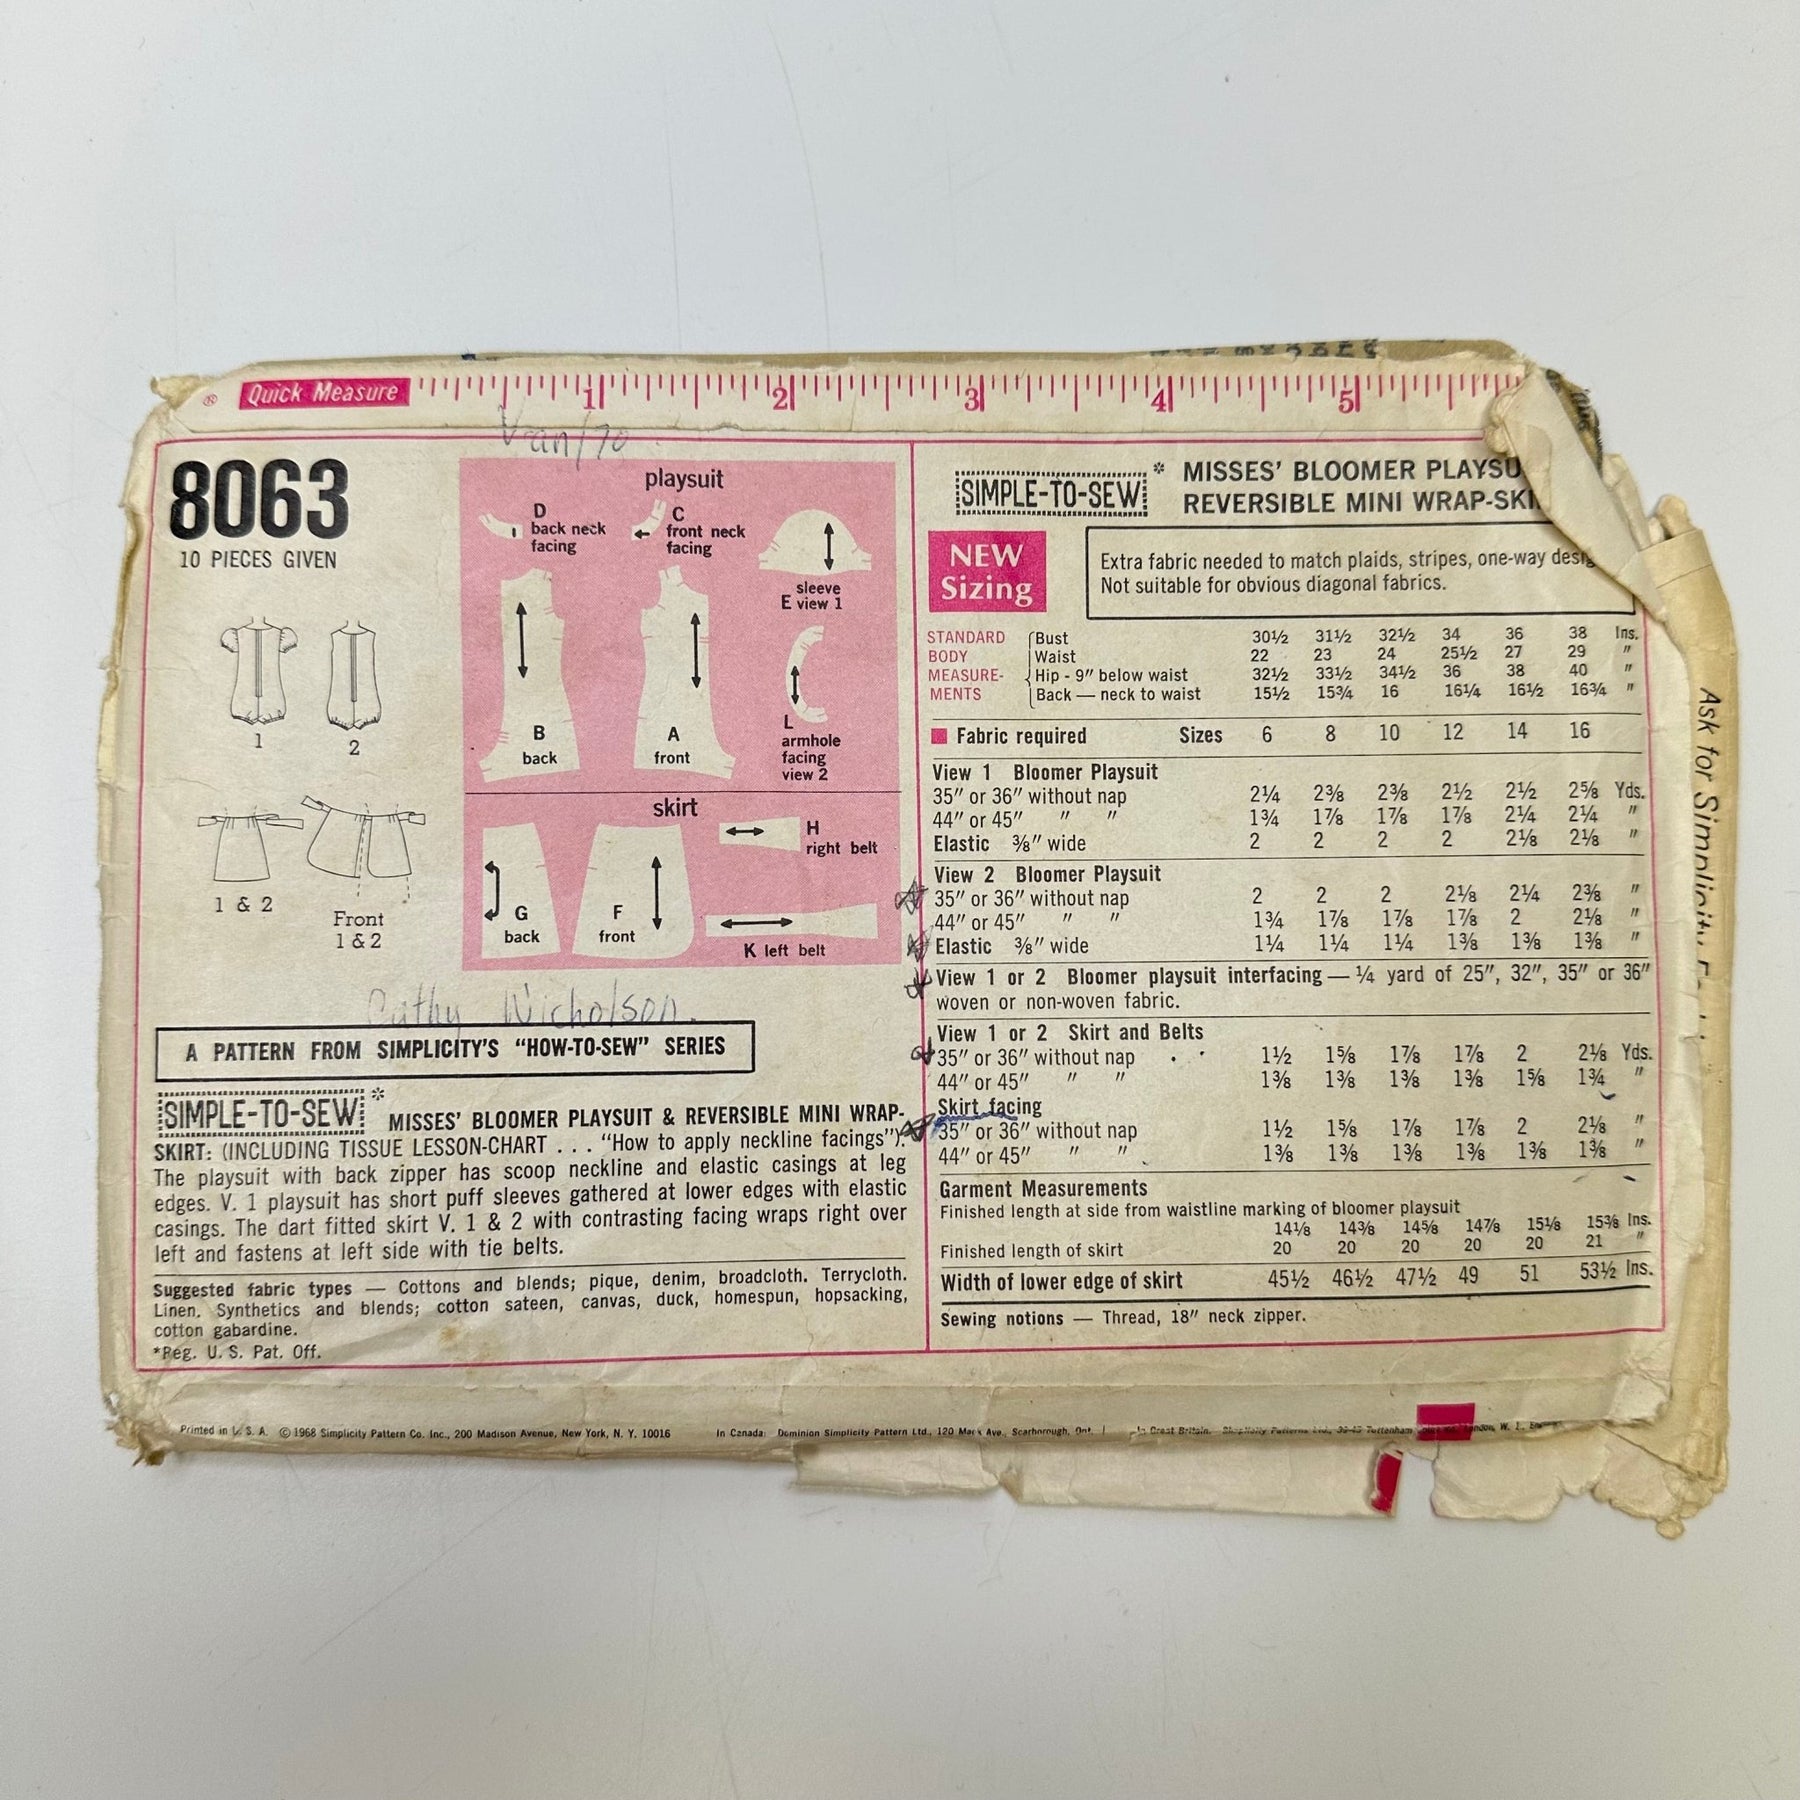 ® Quick Measure 1 2 3 4 5
8063
10 PIECES GIVEN
1
2
1 & 2
Front
1 & 2
playsuit
D
back neck
facing
C
front neck
facing
sleeve
E view 1
B
back
A
front
L
armhole
facing
view 2
skirt
H
right belt
G
back
F
front
K left belt
Cathy Nicholson.
A PATTERN FROM SIMPLICITY'S "HOW-TO-SEW" SERIES
SIMPLE-TO-SEW* MISSES' BLOOMER PLAYSUIT & REVERSIBLE MINI WRAP-
SKIRT: (INCLUDING TISSUE LESSON-CHART . . . "How to apply neckline facings").
The playsuit with back zipper has scoop neckline and elastic casings at leg
edges. V. 1 playsuit has short puff sleeves gathered at lower edges with elastic
casings. The dart fitted skirt V. 1 & 2 with contrasting facing wraps right over
left and fastens at left side with tie belts.
Suggested fabric types — Cottons and blends; pique, denim, broadcloth. Terrycloth.
Linen. Synthetics and blends; cotton sateen, canvas, duck, homespun, hopsacking,
cotton gabardine.
*Reg. U. S. Pat. Off.
SIMPLE-TO-SEW* MISSES' BLOOMER PLAYSU
REVERSIBLE MINI WRAP-SKI
NEW
Sizing
Extra fabric needed to match plaids, stripes, one-way desig
Not suitable for obvious diagonal fabrics.
STANDARD Bust 30½ 31½ 32½ 34 36 38 Ins.
BODY Waist 22 23 24 25½ 27 29 "
MEASURE- Hip - 9" below waist 32½ 33½ 34½ 36 38 40 "
MENTS Back — neck to waist 15½ 15¾ 16 16¼ 16½ 16¾ "
Fabric required Sizes 6 8 10 12 14 16
View 1 Bloomer Playsuit
35" or 36" without nap 2¼ 2⅜ 2⅜ 2½ 2½ 2⅝ Yds.
44" or 45" " " 1¾ 1⅞ 1⅞ 1⅞ 2¼ 2¼ "
Elastic ⅜" wide 2 2 2 2 2⅛ 2⅛ "
View 2 Bloomer Playsuit
35" or 36" without nap 2 2 2 2⅛ 2¼ 2⅜ "
44" or 45" " " 1¾ 1⅞ 1⅞ 1⅞ 2 2⅛ "
Elastic ⅜" wide 1¼ 1¼ 1¼ 1⅜ 1⅜ 1⅜ "
View 1 or 2 Bloomer playsuit interfacing — ¼ yard of 25", 32", 35" or 36"
woven or non-woven fabric.
View 1 or 2 Skirt and Belts
35" or 36" without nap 1½ 1⅝ 1⅞ 1⅞ 2 2⅛ Yds.
44" or 45" " " 1⅜ 1⅜ 1⅜ 1⅜ 1⅝ 1¾ "
Skirt facing
35" or 36" without nap 1½ 1⅝ 1⅞ 1⅞ 2 2⅛ "
44" or 45" " " 1⅜ 1⅜ 1⅜ 1⅜ 1⅜ 1⅜ "
Garment Measurements
Finished length at side from waistline marking of bloomer playsuit
14⅛ 14⅜ 14⅝ 14⅞ 15⅛ 15⅜ Ins.
Finished length of skirt 20 20 20 20 20 21 "
Width of lower edge of skirt 45½ 46½ 47½ 49 51 53½ Ins.
Sewing notions — Thread, 18" neck zipper.
Ask for Simplicity
Printed in U. S. A. © 1968 Simplicity Pattern Co. Inc., 200 Madison Avenue, New York, N. Y. 10016 In Canada: Dominion Simplicity Pattern Ltd., 120 Mack Ave., Scarborough, Ont. In Great Britain. Simplicity Patterns Ltd., 39-45 Tottenham London, W. 1.